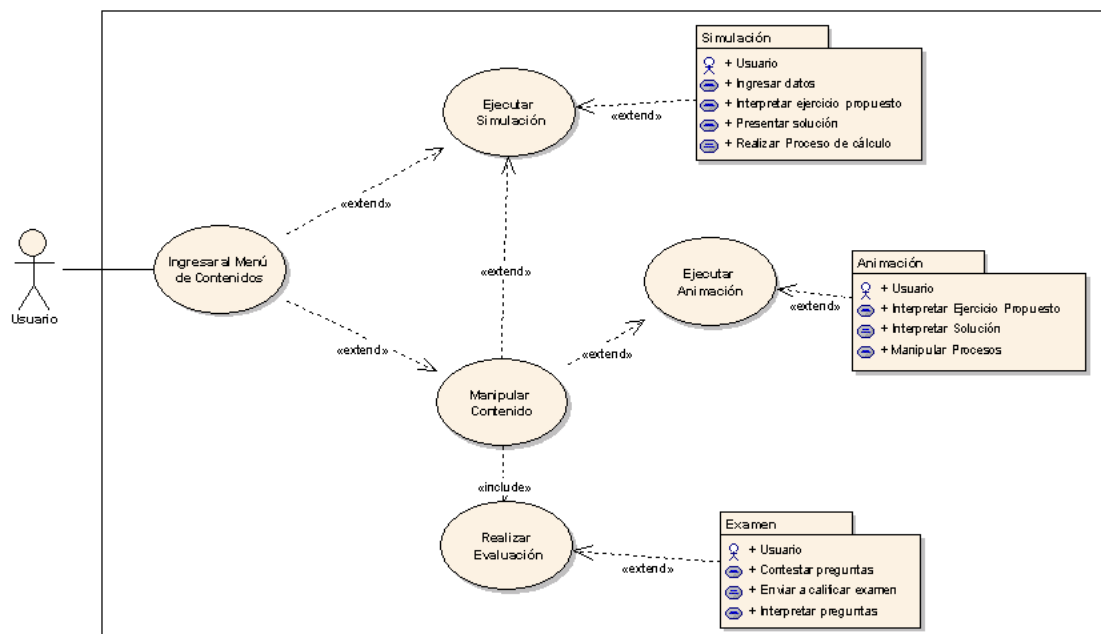 Simulación
+ Usuario
+ Ingresar datos
+ Interpretar ejercicio propuesto
+ Presentar solución
+ Realizar Proceso de cálculo
Ejecutar
Simulación
«extend»
«extend»
Usuario
Ingresar al Menú
de Contenidos
«extend»
Ejecutar
Animación
«extend»
Animación
+ Usuario
+ Interpretar Ejercicio Propuesto
+ Interpretar Solución
+ Manipular Procesos
«extend»
«extend»
Manipular
Contenido
«include»
Realizar
Evaluación
«extend»
Examen
+ Usuario
+ Contestar preguntas
+ Enviar a calificar examen
+ Interpretar preguntas